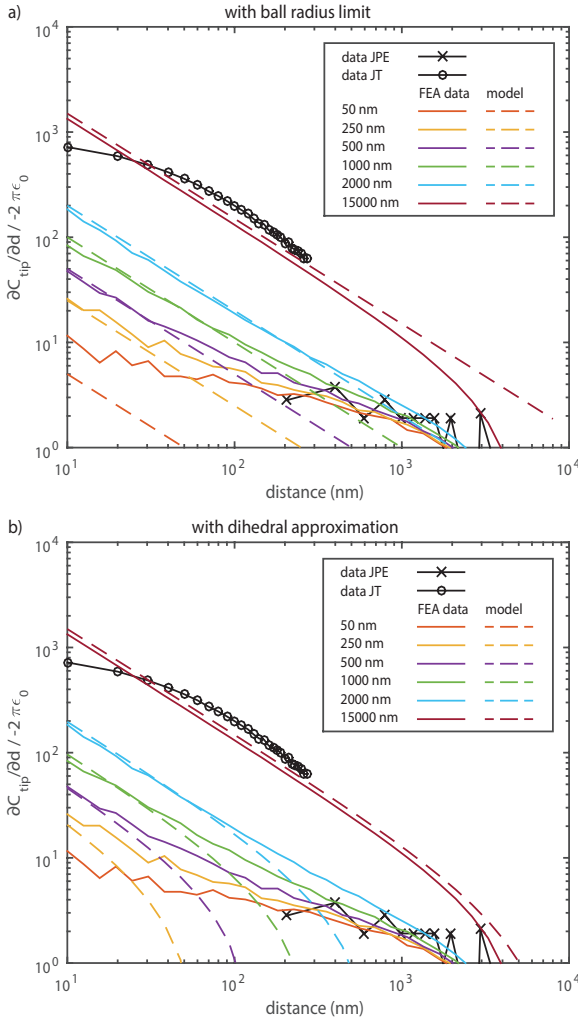 a)
with ball radius limit
10^4
10^3
10^2
10^1
10^0
∂C_tip/∂d / -2 πϵ_0
data JPE
data JT
FEA data model
50 nm
250 nm
500 nm
1000 nm
2000 nm
15000 nm
10^1 10^2 10^3 10^4
distance (nm)
b)
with dihedral approximation
10^4
10^3
10^2
10^1
10^0
∂C_tip/∂d / -2 πϵ_0
data JPE
data JT
FEA data model
50 nm
250 nm
500 nm
1000 nm
2000 nm
15000 nm
10^1 10^2 10^3 10^4
distance (nm)